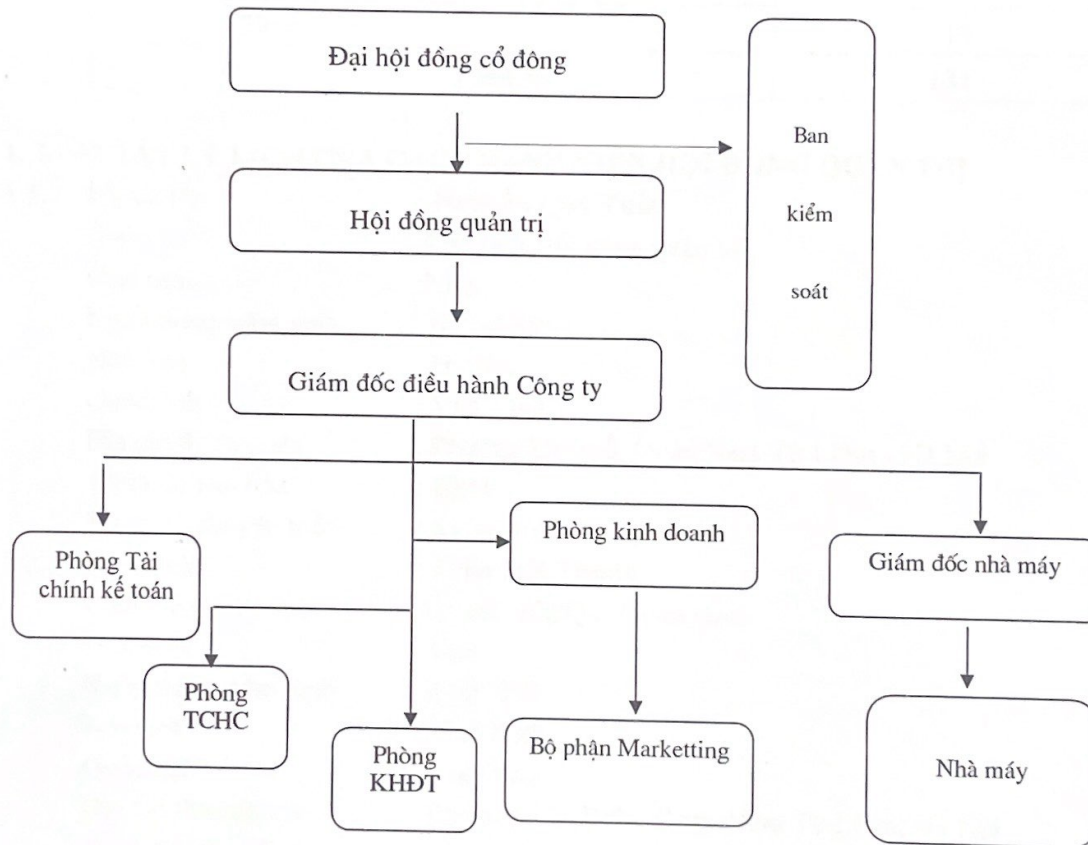 Đại hội đồng cổ đông
Ban
kiểm
soát
Hội đồng quản trị
Giám đốc điều hành Công ty
Phòng Tài
chính kế toán
Phòng kinh doanh
Giám đốc nhà máy
Phòng
TCHC
Phòng
KHĐT
Bộ phận Marketting
Nhà máy